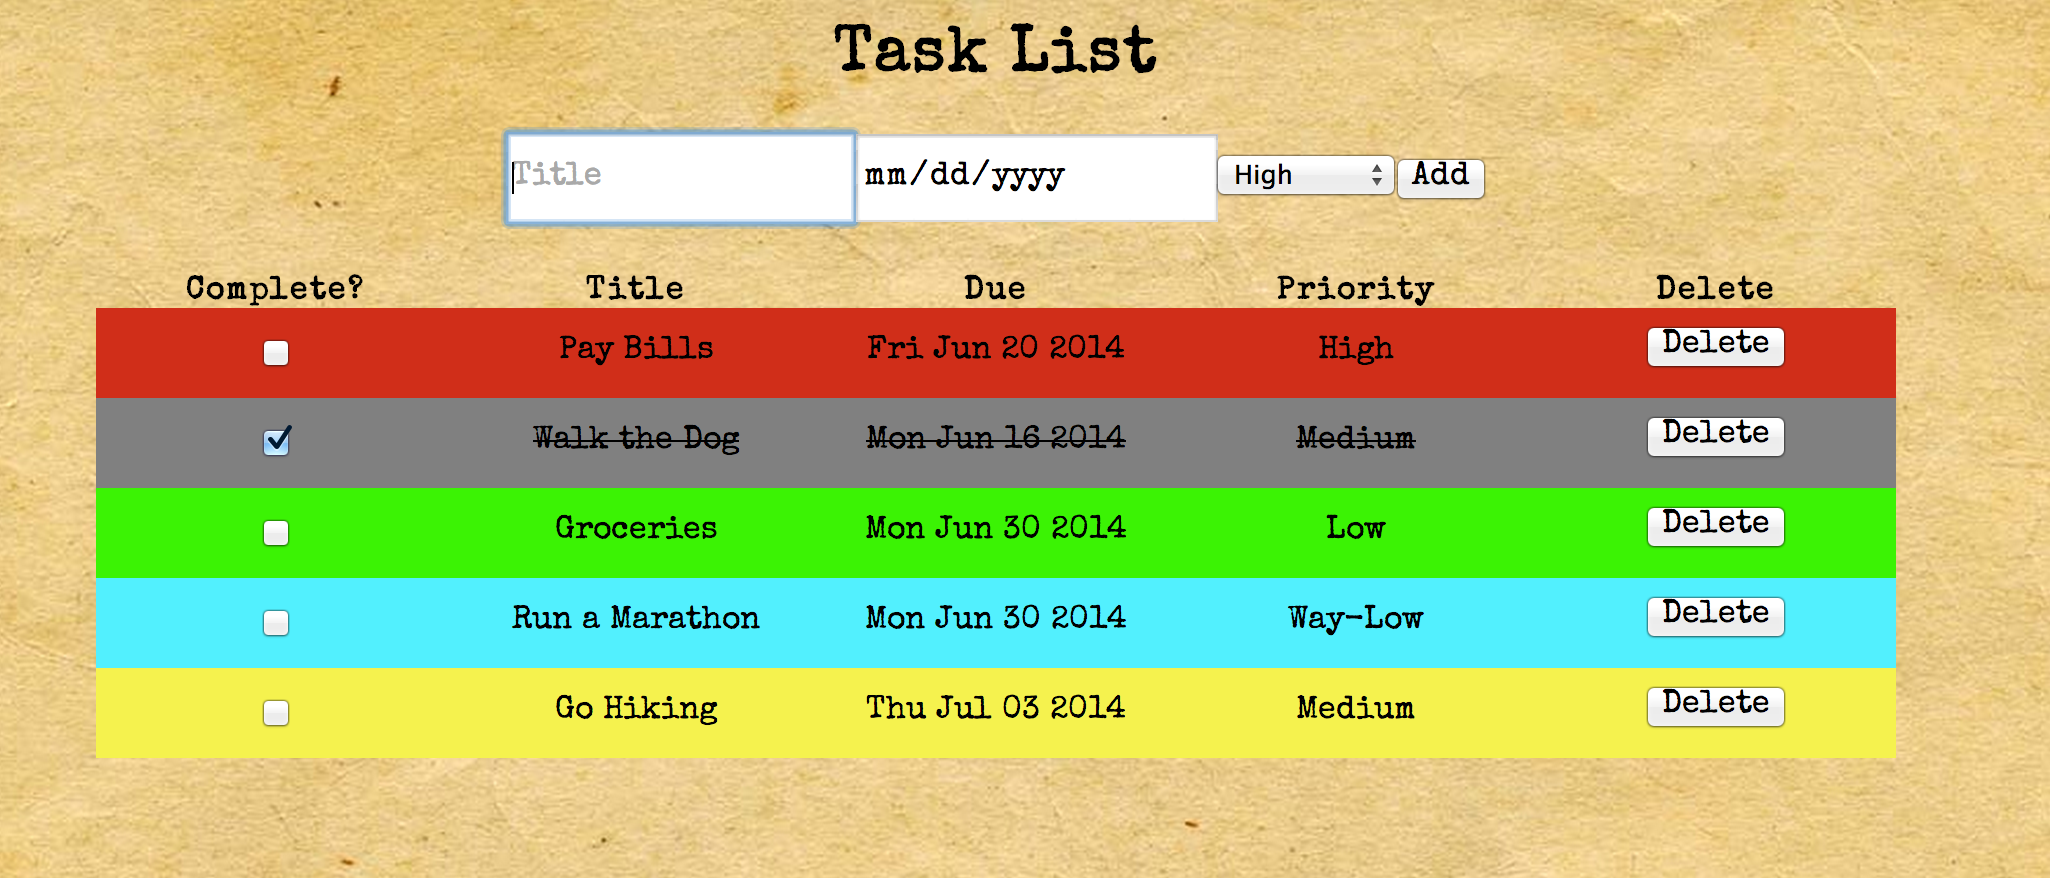 Task List
Title mm/dd/yyyy High Add
Complete? Title Due Priority Delete
Pay Bills Fri Jun 20 2014 High Delete
Walk the Dog Mon Jun 16 2014 Medium Delete
Groceries Mon Jun 30 2014 Low Delete
Run a Marathon Mon Jun 30 2014 Way-Low Delete
Go Hiking Thu Jul 03 2014 Medium Delete